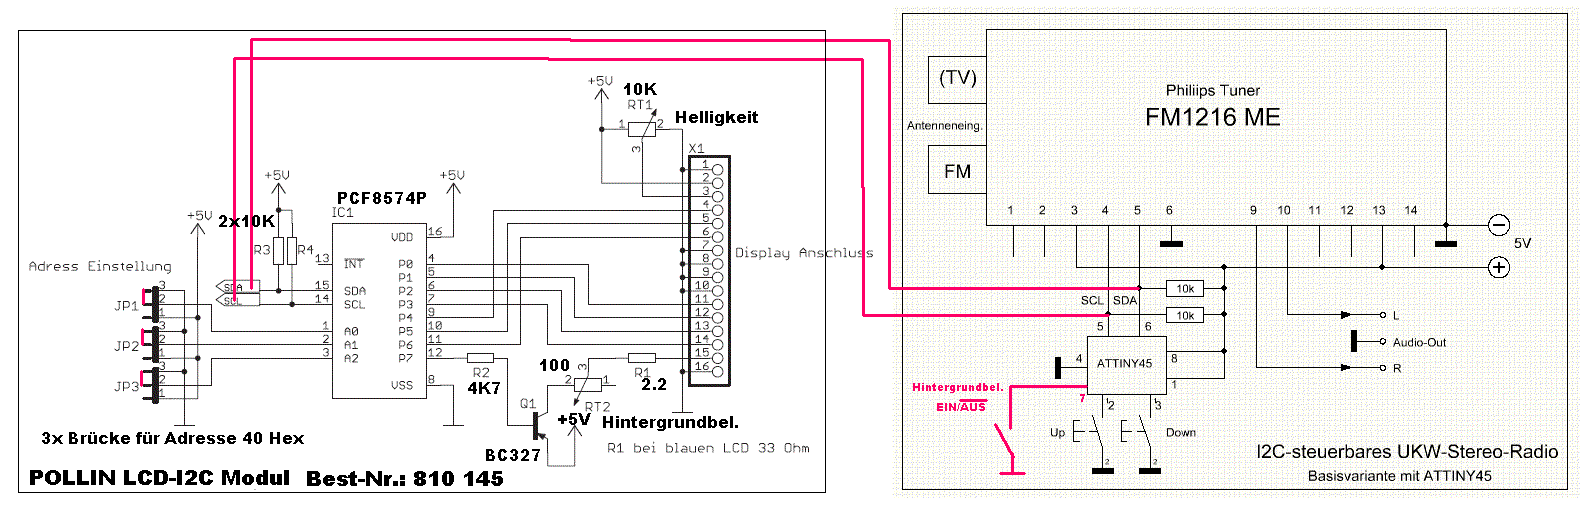 +5V
10K
RT1
1
2
3
Helligkeit
X1
1
2
3
4
5
6
7
8
9
10
11
12
13
14
15
16
Display Anschluss
+5V
+5V
PCF8574P
IC1
+5V
2x10K
R3
R4
Adress Einstellung
SDA
SCL
13
15
14
1
2
3
INT
SDA
SCL
A0
A1
A2
VDD
P0
P1
P2
P3
P4
P5
P6
P7
VSS
16
4
5
6
7
9
10
11
12
8
JP1
3
2
1
JP2
3
2
1
JP3
3
2
1
R2
4K7
100
2
3
1
RT2
R1
2.2
Q1
+5V
BC327
Hintergrundbel.
R1 bei blauen LCD 33 Ohm
3x Brücke für Adresse 40 Hex
POLLIN LCD-I2C Modul Best-Nr.: 810 145
(TV)
Antenneneing.
FM
Philiips Tuner
FM1216 ME
1
2
3
4
5
6
9
10
11
12
13
14
5V
SCL
SDA
10k
10k
5
6
ATTINY45
4
8
1
7
2
3
Hintergrundbel.
EIN/AUS
Up
Down
2
2
L
Audio-Out
R
I2C-steuerbares UKW-Stereo-Radio
Basisvariante mit ATTINY45